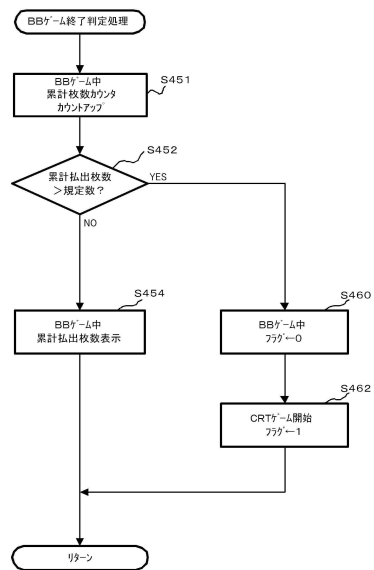 BBゲーム終了判定処理
S451
BBゲーム中
累計枚数カウンタ
カウントアップ
S452
累計払出枚数
>規定数?
YES
NO
S454
BBゲーム中
累計払出枚数表示
S460
BBゲーム中
フラグ←0
S462
CRTゲーム開始
フラグ←1
リターン